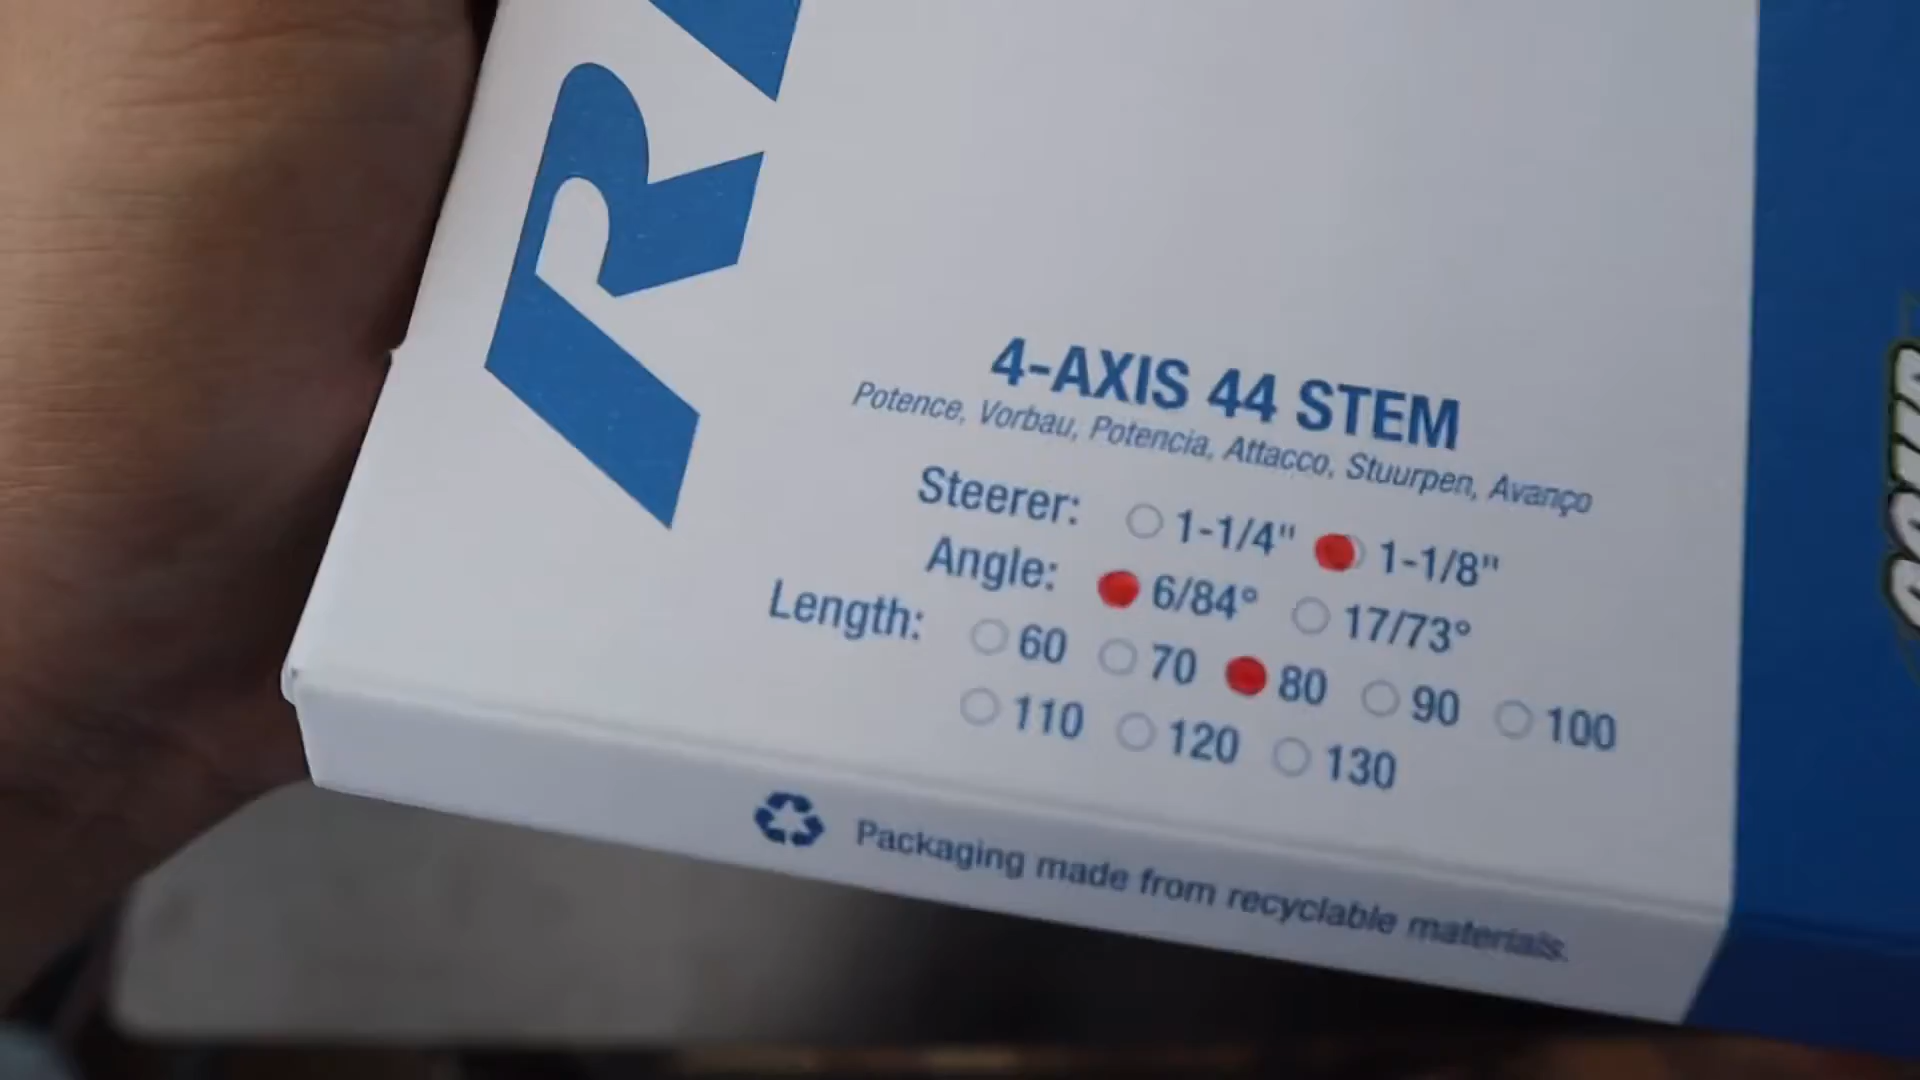 4-AXIS 44 STEM
Potence, Vorbau, Potencia, Attacco, Stuurpen, Avanço
Steerer: 1-1/4" 1-1/8"
Angle: 6/84° 17/73°
Length: 60 70 80 90 100
110 120 130
Packaging made from recyclable materials.